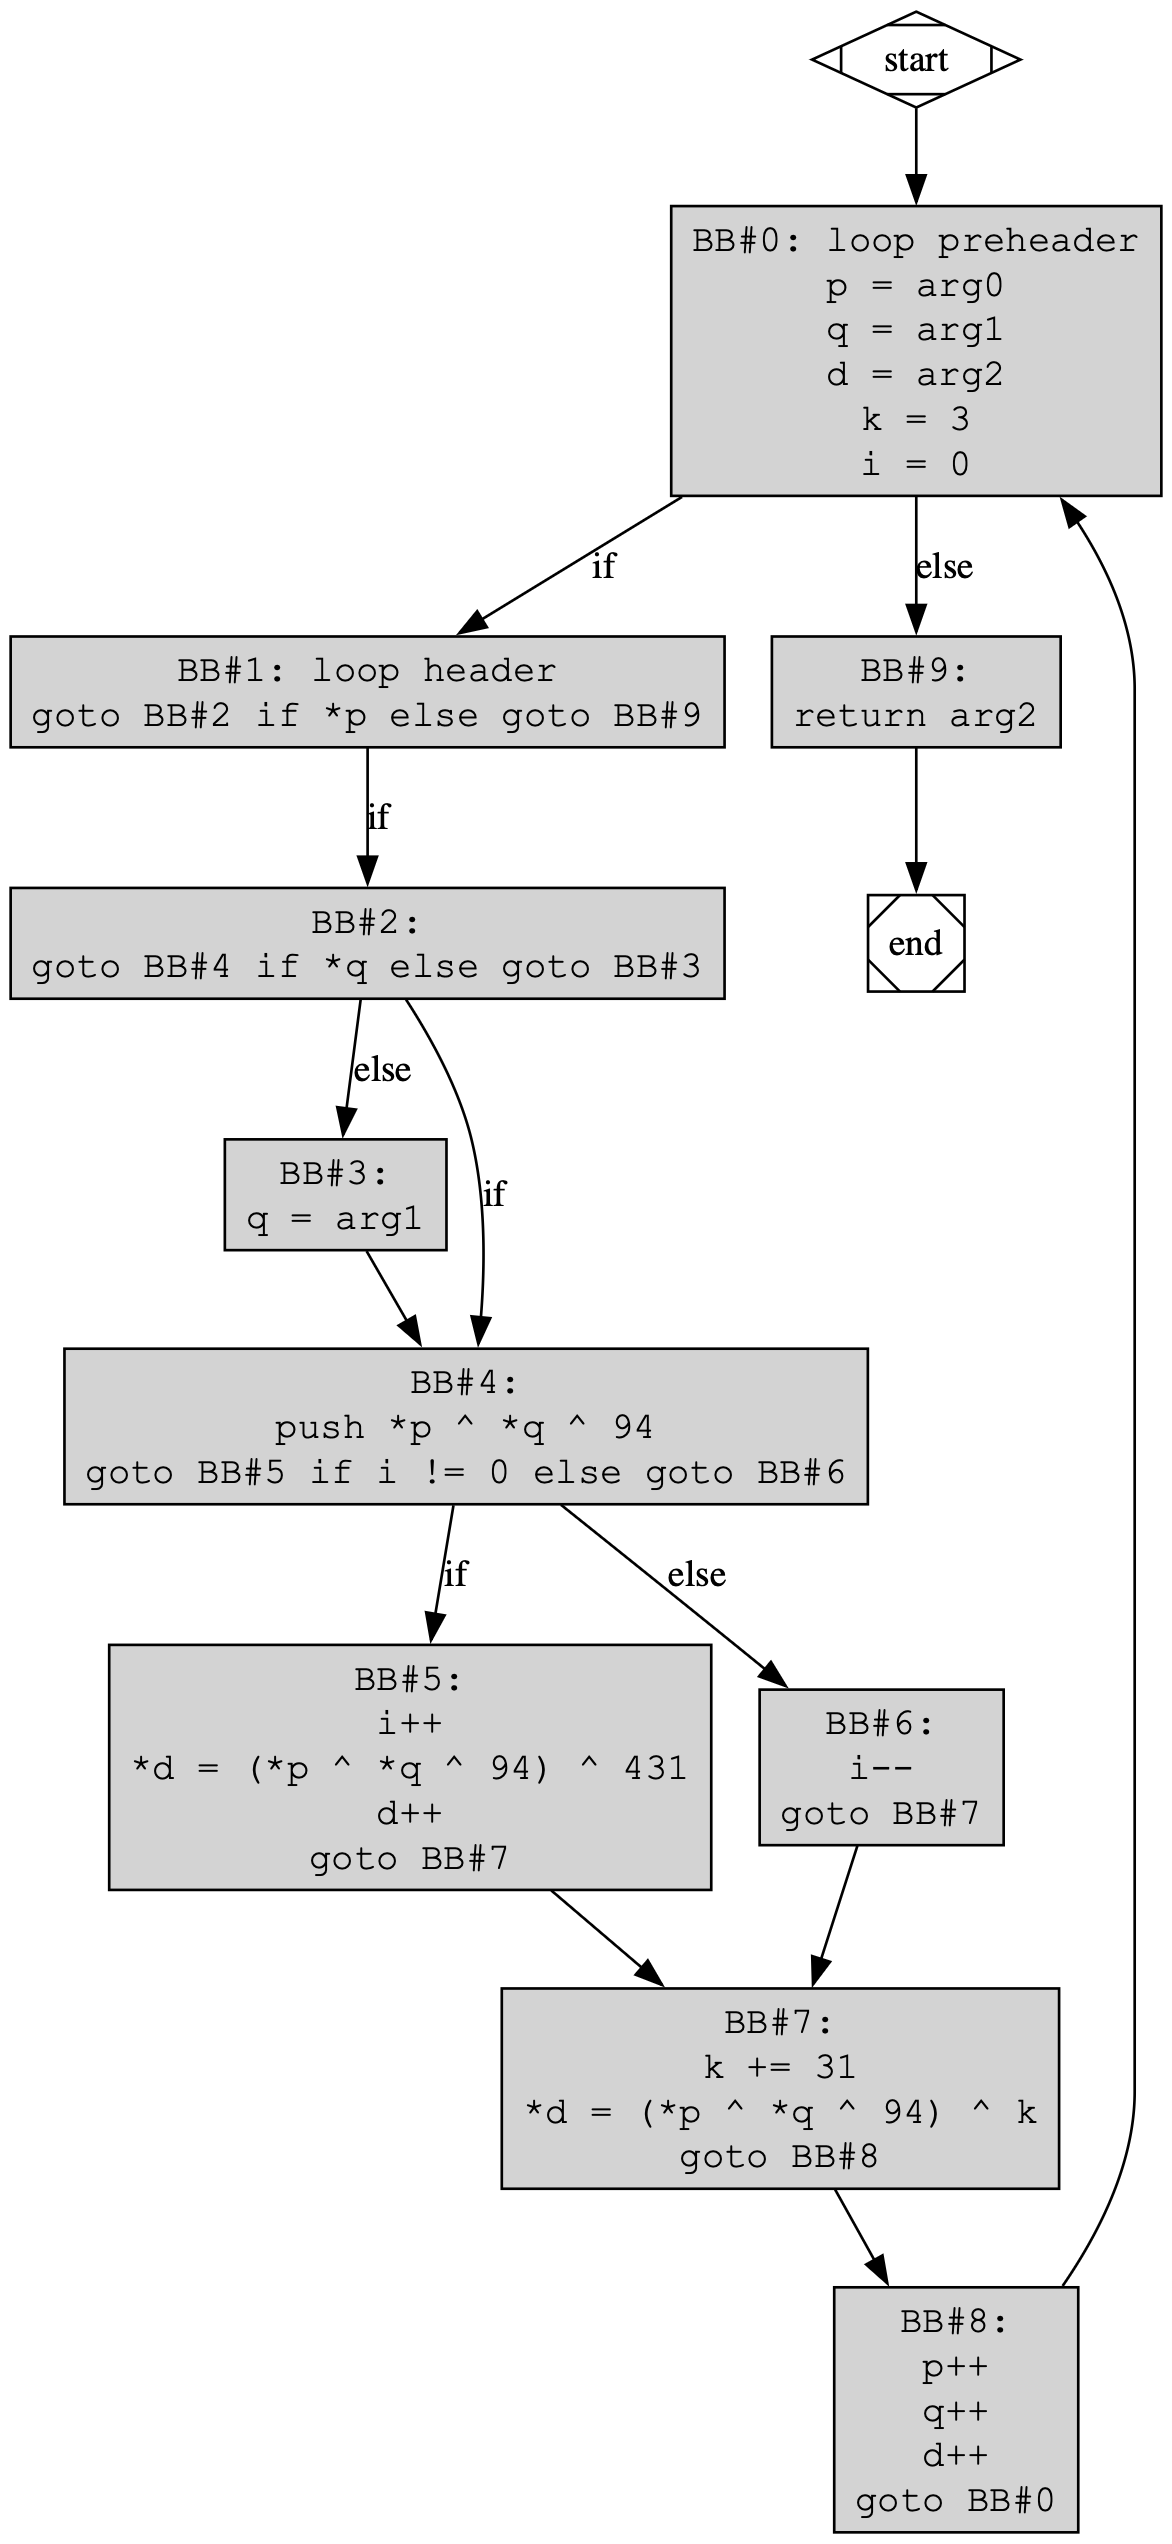 start
BB#0: loop preheader
p = arg0
q = arg1
d = arg2
k = 3
i = 0
if
else
BB#1: loop header
goto BB#2 if *p else goto BB#9
BB#9:
return arg2
if
BB#2:
goto BB#4 if *q else goto BB#3
end
else
BB#3:
q = arg1
if
BB#4:
push *p ^ *q ^ 94
goto BB#5 if i != 0 else goto BB#6
if
else
BB#5:
i++
*d = (*p ^ *q ^ 94) ^ 431
d++
goto BB#7
BB#6:
i--
goto BB#7
BB#7:
k += 31
*d = (*p ^ *q ^ 94) ^ k
goto BB#8
BB#8:
p++
q++
d++
goto BB#0